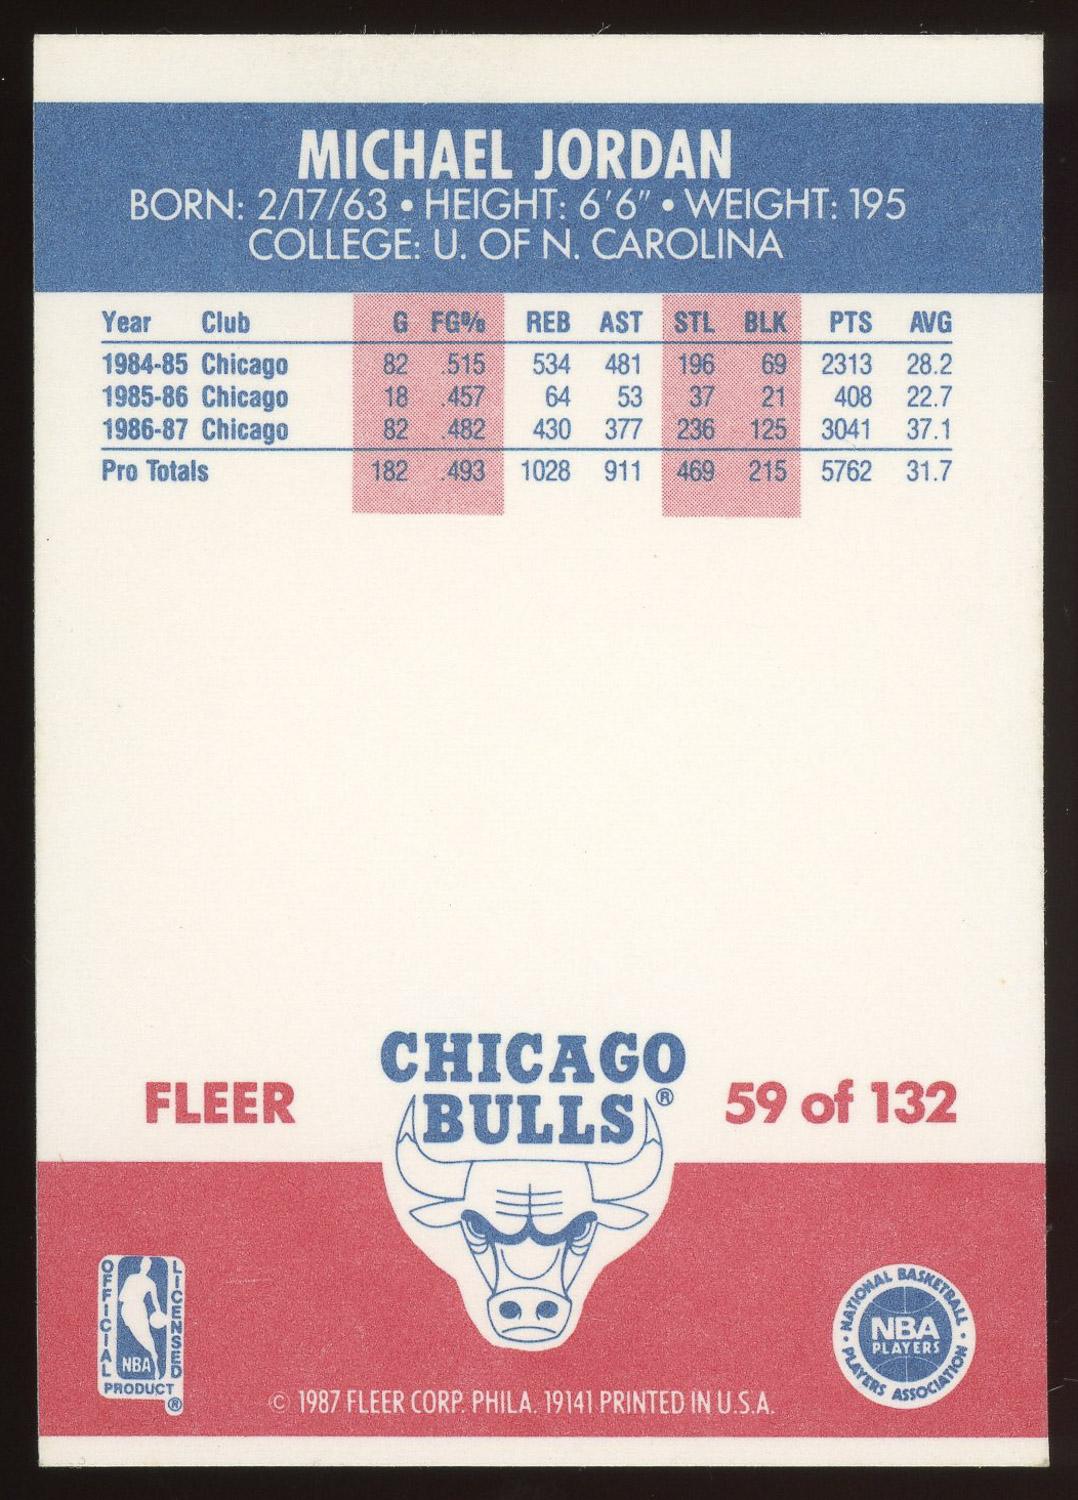 MICHAEL JORDAN
BORN: 2/17/63 • HEIGHT: 6'6" • WEIGHT: 195
COLLEGE: U. OF N. CAROLINA
Year Club G FG% REB AST STL BLK PTS AVG
1984-85 Chicago 82 .515 534 481 196 69 2313 28.2
1985-86 Chicago 18 .457 64 53 37 21 408 22.7
1986-87 Chicago 82 .482 430 377 236 125 3041 37.1
Pro Totals 182 .493 1028 911 469 215 5762 31.7
CHICAGO
BULLS®
FLEER
59 of 132
OFFICIAL
LICENSED
NBA
PRODUCT
®
NATIONAL BASKETBALL
NBA
PLAYERS
• PLAYERS ASSOCIATION •
© 1987 FLEER CORP. PHILA. 19141 PRINTED IN U.S.A.